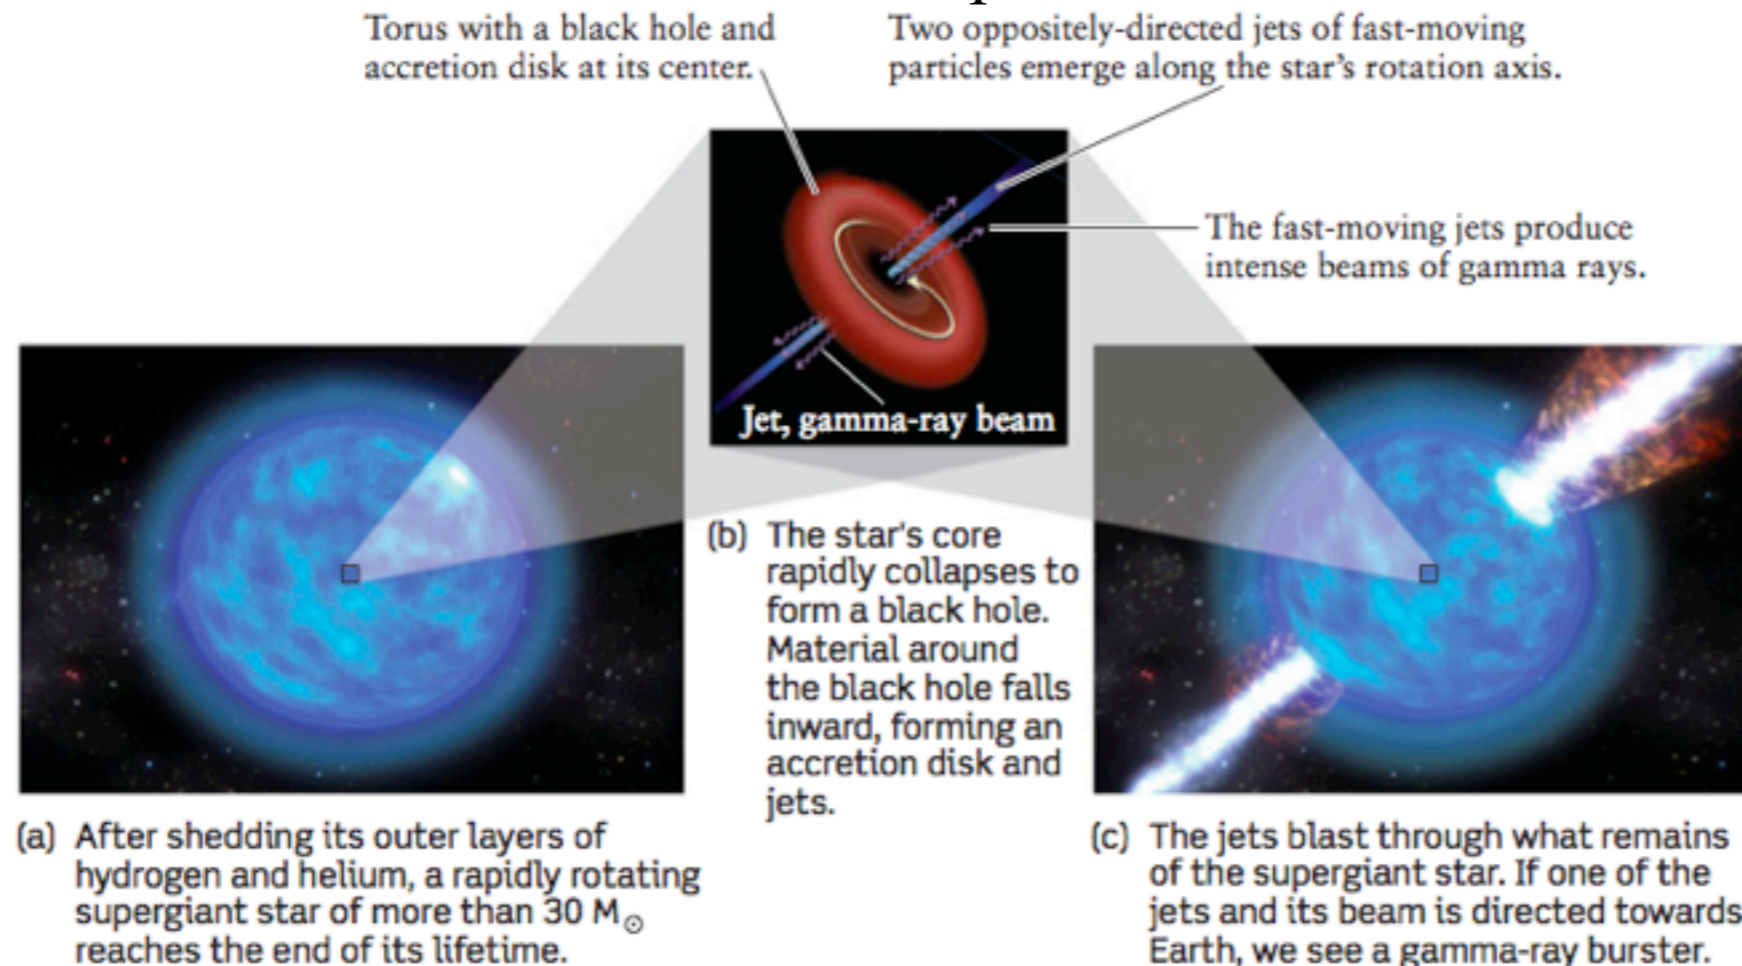 Torus with a black hole and
accretion disk at its center.
Two oppositely-directed jets of fast-moving
particles emerge along the star's rotation axis.
The fast-moving jets produce
intense beams of gamma rays.
Jet, gamma-ray beam
(b) The star's core
rapidly collapses to
form a black hole.
Material around
the black hole falls
inward, forming an
accretion disk and
jets.
(a) After shedding its outer layers of
hydrogen and helium, a rapidly rotating
supergiant star of more than 30 M☉
reaches the end of its lifetime.
(c) The jets blast through what remains
of the supergiant star. If one of the
jets and its beam is directed towards
Earth, we see a gamma-ray burster.